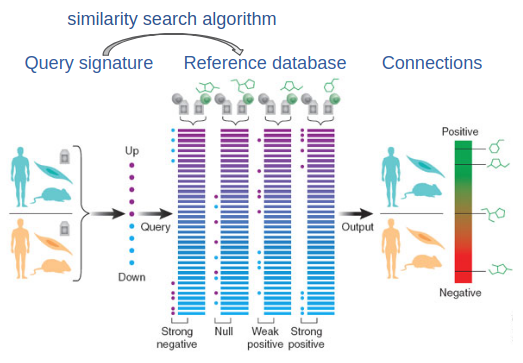 similarity search algorithm
Query signature
Reference database
Connections
Up
Down
Query
Output
Positive
Negative
Strong
negative
Null
Weak
positive
Strong
positive